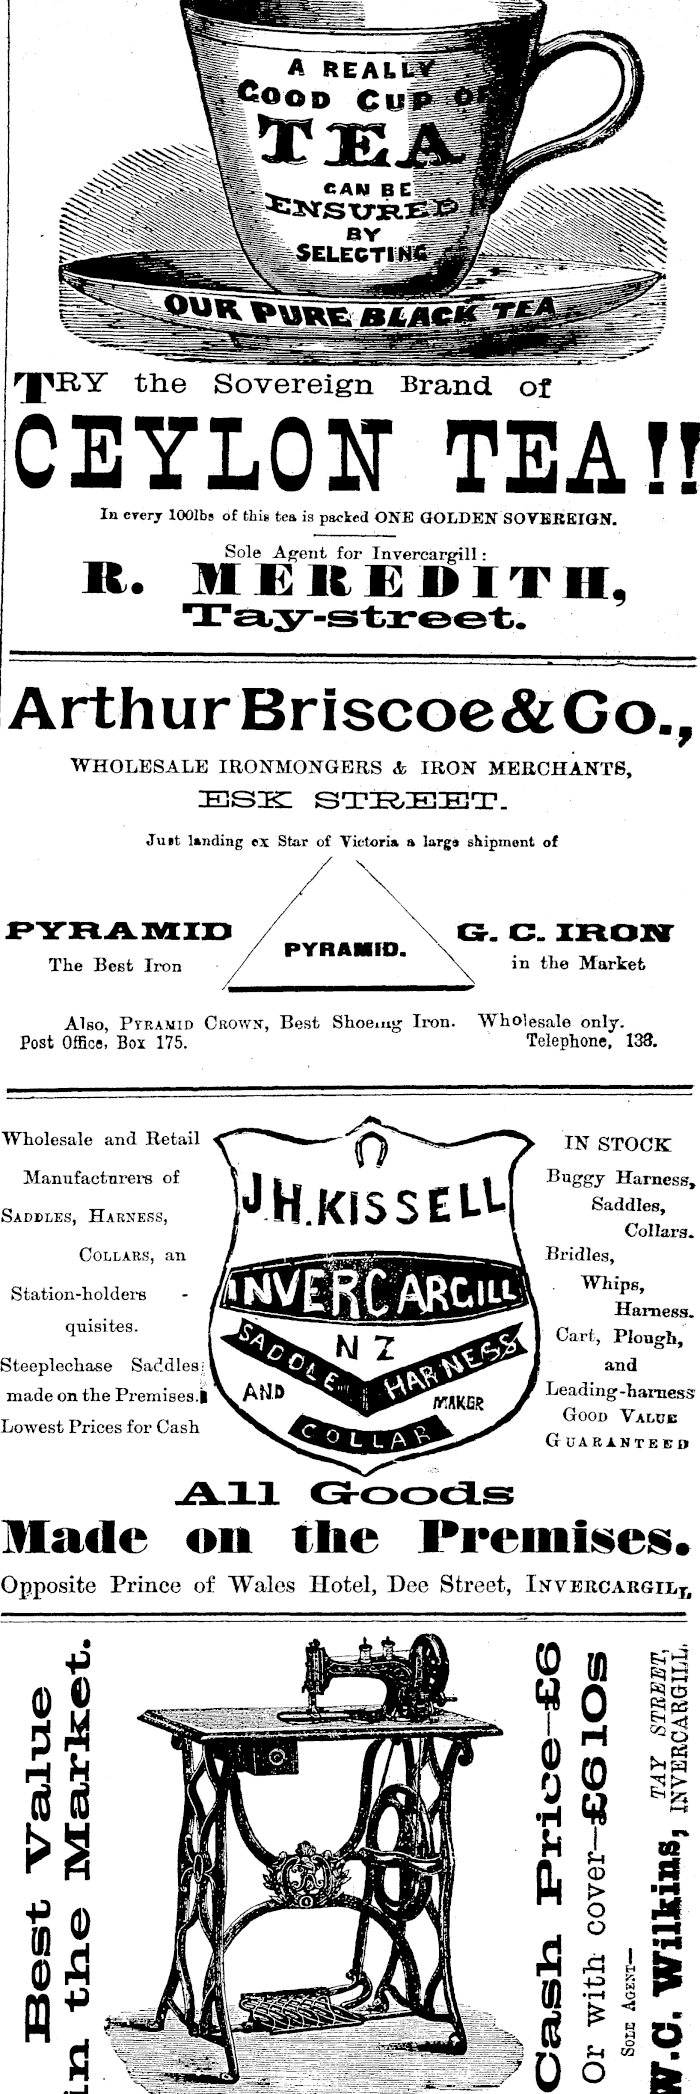 A REALLY
GOOD CUP OF
TEA
CAN BE
ENSURED
BY
SELECTING
OUR PURE BLACK TEA
TRY the Sovereign Brand of
CEYLON TEA!!
In every 100lbs of this tea is packed ONE GOLDEN SOVEREIGN.
Sole Agent for Invercargill:
R. MEREDITH,
Tay-street.
Arthur Briscoe & Co.,
WHOLESALE IRONMONGERS & IRON MERCHANTS,
ESK STREET.
Just landing ex Star of Victoria a large shipment of
PYRAMID
The Best Iron
PYRAMID.
G. C. IRON
in the Market
Also, PYRAMID CROWN, Best Shoeing Iron. Wholesale only.
Post Office, Box 175. Telephone, 133.
Wholesale and Retail
Manufacturers of
SADDLES, HARNESS,
COLLARS, an
Station-holders -
quisites.
Steeplechase Saddles
made on the Premises.
Lowest Prices for Cash
J.H. KISSELL
INVERCARGILL
N Z
SADDLE HARNESS
AND MAKER
COLLAR
IN STOCK
Buggy Harness,
Saddles,
Collars.
Bridles,
Whips,
Harness.
Cart, Plough,
and
Leading-harness
GOOD VALUE
GUARANTEED
All Goods
Made on the Premises.
Opposite Prince of Wales Hotel, Dee Street, INVERCARGILL
Best Value
in the Market.
Cash Price—£6
Or with cover—£6 10s
SOLE AGENT—
W.C. Wilkins, TAY STREET,
INVERCARGILL.